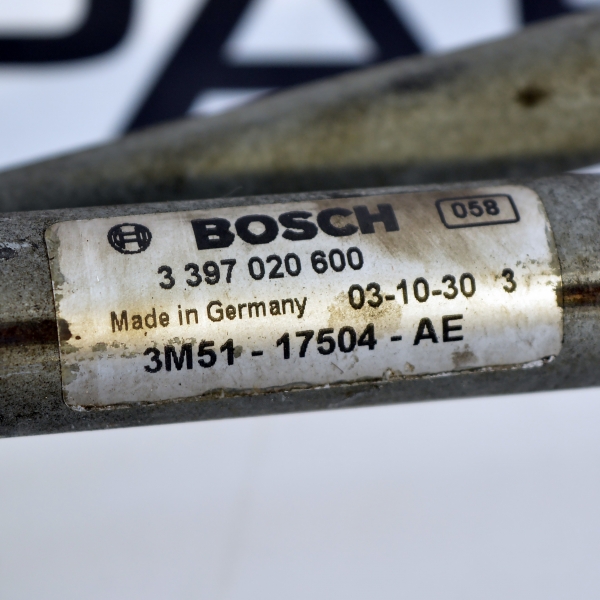 BOSCH 058
3 397 020 600
Made in Germany 03-10-30 3
3M51 - 17504 - AE